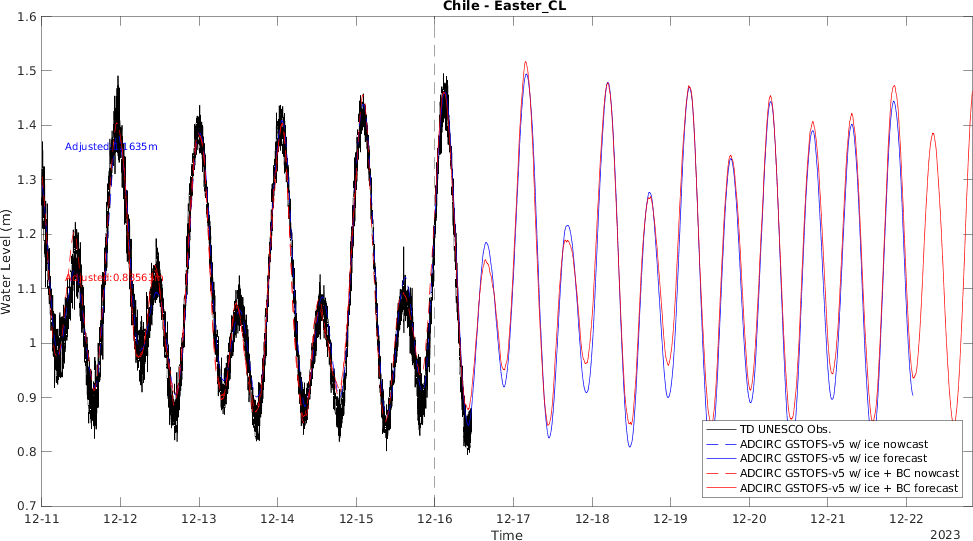 Chile - Easter_CL
1.6
1.5
1.4
1.3
1.2
1.1
1
0.9
0.8
0.7
Water Level (m)
12-11 12-12 12-13 12-14 12-15 12-16 12-17 12-18 12-19 12-20 12-21 12-22
2023
Time
TD UNESCO Obs.
ADCIRC GSTOFS-v5 w/ ice nowcast
ADCIRC GSTOFS-v5 w/ ice forecast
ADCIRC GSTOFS-v5 w/ ice + BC nowcast
ADCIRC GSTOFS-v5 w/ ice + BC forecast